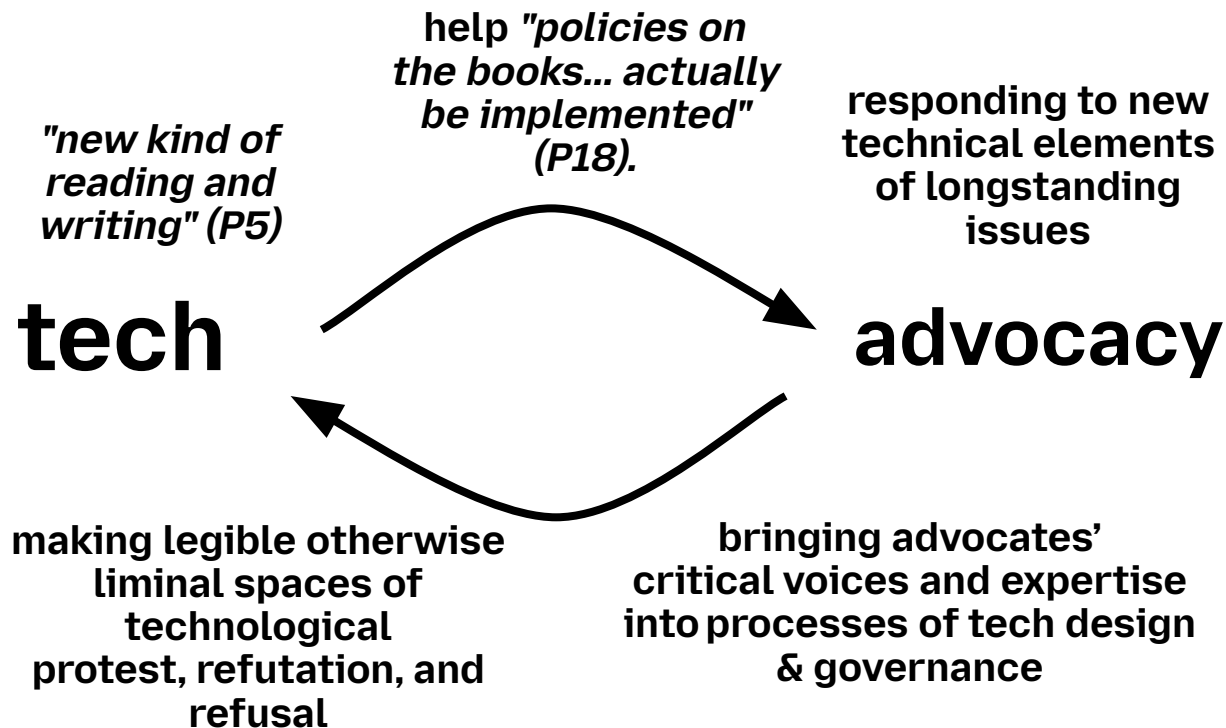 "new kind of
reading and
writing" (P5)
help "policies on
the books... actually
be implemented"
(P18).
responding to new
technical elements
of longstanding
issues
tech
advocacy
making legible otherwise
liminal spaces of
technological
protest, refutation, and
refusal
bringing advocates’
critical voices and expertise
into processes of tech design
& governance